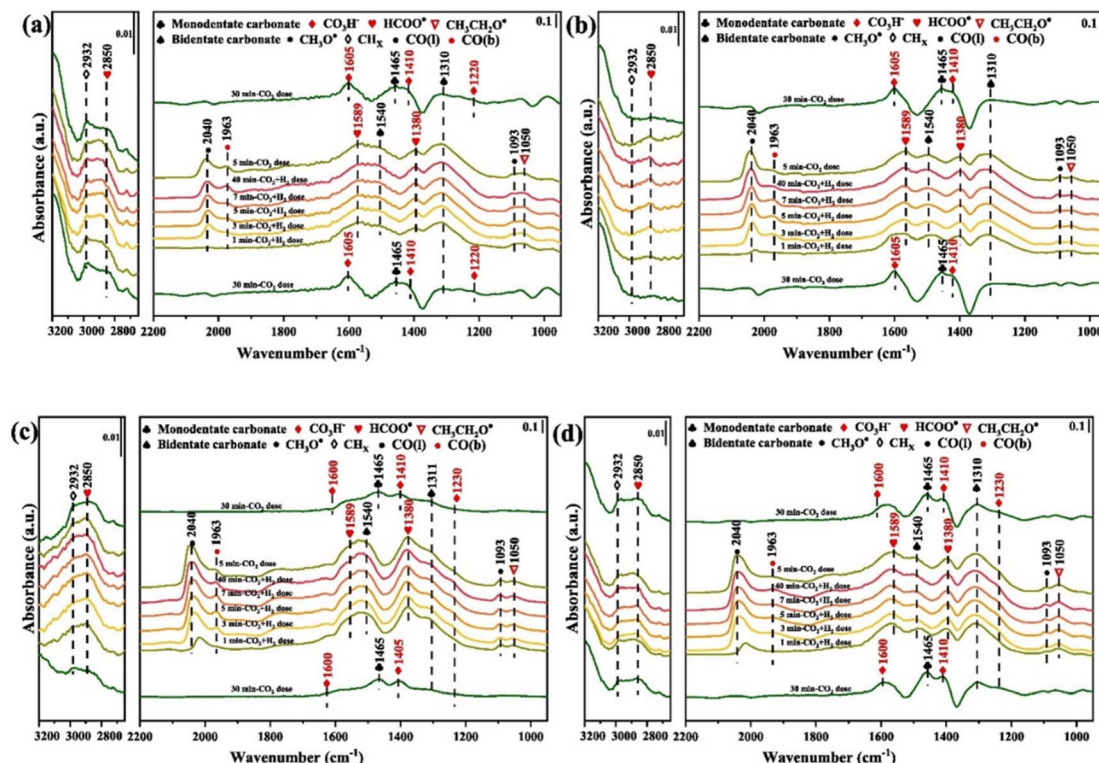 (a)
0.01
♣ Monodentate carbonate ♦ CO₃H⁻ ♥ HCOO* ▽ CH₃CH₂O*
♠ Bidentate carbonate * CH₃O* ◇ CHₓ ● CO(l) ● CO(b)
0.1
2932
2850
1605
1465
1410
1310
1220
30 min-CO₂ dose
2040
1963
1589
1540
1380
1093
1050
5 min-CO₂ dose
40 min-CO₂+H₂ dose
7 min-CO₂+H₂ dose
5 min-CO₂+H₂ dose
3 min-CO₂+H₂ dose
1 min-CO₂+H₂ dose
1605
1465
1410
1220
30 min-CO₂ dose
Absorbance (a.u.)
3200 3000 2800
2200 2000 1800 1600 1400 1200 1000
Wavenumber (cm⁻¹)
(b)
0.01
♣ Monodentate carbonate ♦ CO₃H⁻ ♥ HCOO* ▽ CH₃CH₂O*
♠ Bidentate carbonate * CH₃O* ◇ CHₓ ● CO(l) ● CO(b)
0.1
2932
2850
1605
1465
1410
1310
30 min-CO₂ dose
2040
1963
1589
1540
1380
1093
1050
5 min-CO₂ dose
40 min-CO₂+H₂ dose
7 min-CO₂+H₂ dose
5 min-CO₂+H₂ dose
3 min-CO₂+H₂ dose
1 min-CO₂+H₂ dose
1605
1465
1410
30 min-CO₂ dose
Absorbance (a.u.)
3200 3000 2800
2200 2000 1800 1600 1400 1200 1000
Wavenumber (cm⁻¹)
(c)
0.01
♣ Monodentate carbonate ♦ CO₃H⁻ ♥ HCOO* ▽ CH₃CH₂O*
♠ Bidentate carbonate * CH₃O* ◇ CHₓ ● CO(l) ● CO(b)
0.1
2932
2850
1600
1465
1410
1311
1230
30 min-CO₂ dose
2040
1963
1589
1540
1380
1093
1050
5 min-CO₂ dose
40 min-CO₂+H₂ dose
7 min-CO₂+H₂ dose
5 min-CO₂+H₂ dose
3 min-CO₂+H₂ dose
1 min-CO₂+H₂ dose
1600
1465
1405
30 min-CO₂ dose
Absorbance (a.u.)
3200 3000 2800
2200 2000 1800 1600 1400 1200 1000
Wavenumber (cm⁻¹)
(d)
0.01
♣ Monodentate carbonate ♦ CO₃H⁻ ♥ HCOO* ▽ CH₃CH₂O*
♠ Bidentate carbonate * CH₃O* ◇ CHₓ ● CO(l) ● CO(b)
0.1
2932
2850
1600
1465
1410
1310
1230
30 min-CO₂ dose
2040
1963
1589
1540
1380
1093
1050
5 min-CO₂ dose
40 min-CO₂+H₂ dose
7 min-CO₂+H₂ dose
5 min-CO₂+H₂ dose
3 min-CO₂+H₂ dose
1 min-CO₂+H₂ dose
1600
1465
1410
30 min-CO₂ dose
Absorbance (a.u.)
3200 3000 2800
2200 2000 1800 1600 1400 1200 1000
Wavenumber (cm⁻¹)